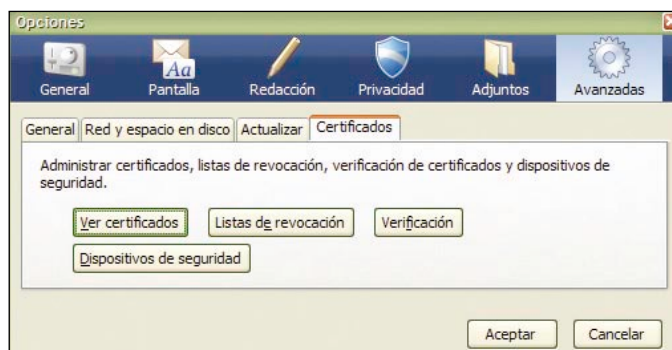 Opciones
General Pantalla Redacción Privacidad Adjuntos Avanzadas
General Red y espacio en disco Actualizar Certificados
Administrar certificados, listas de revocación, verificación de certificados y dispositivos de
seguridad.
Ver certificados Listas de revocación Verificación
Dispositivos de seguridad
Aceptar Cancelar